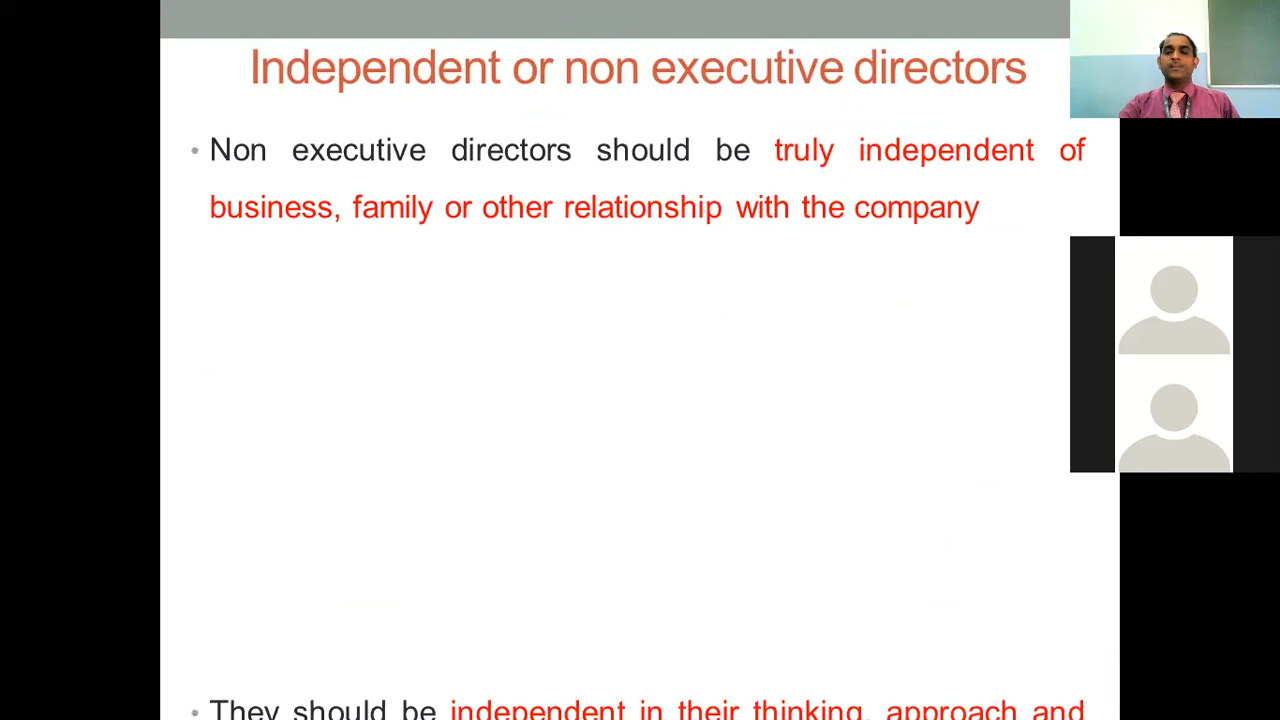 Independent or non executive directors
• Non executive directors should be truly independent of
business, family or other relationship with the company
• They should be independent in their thinking, approach and